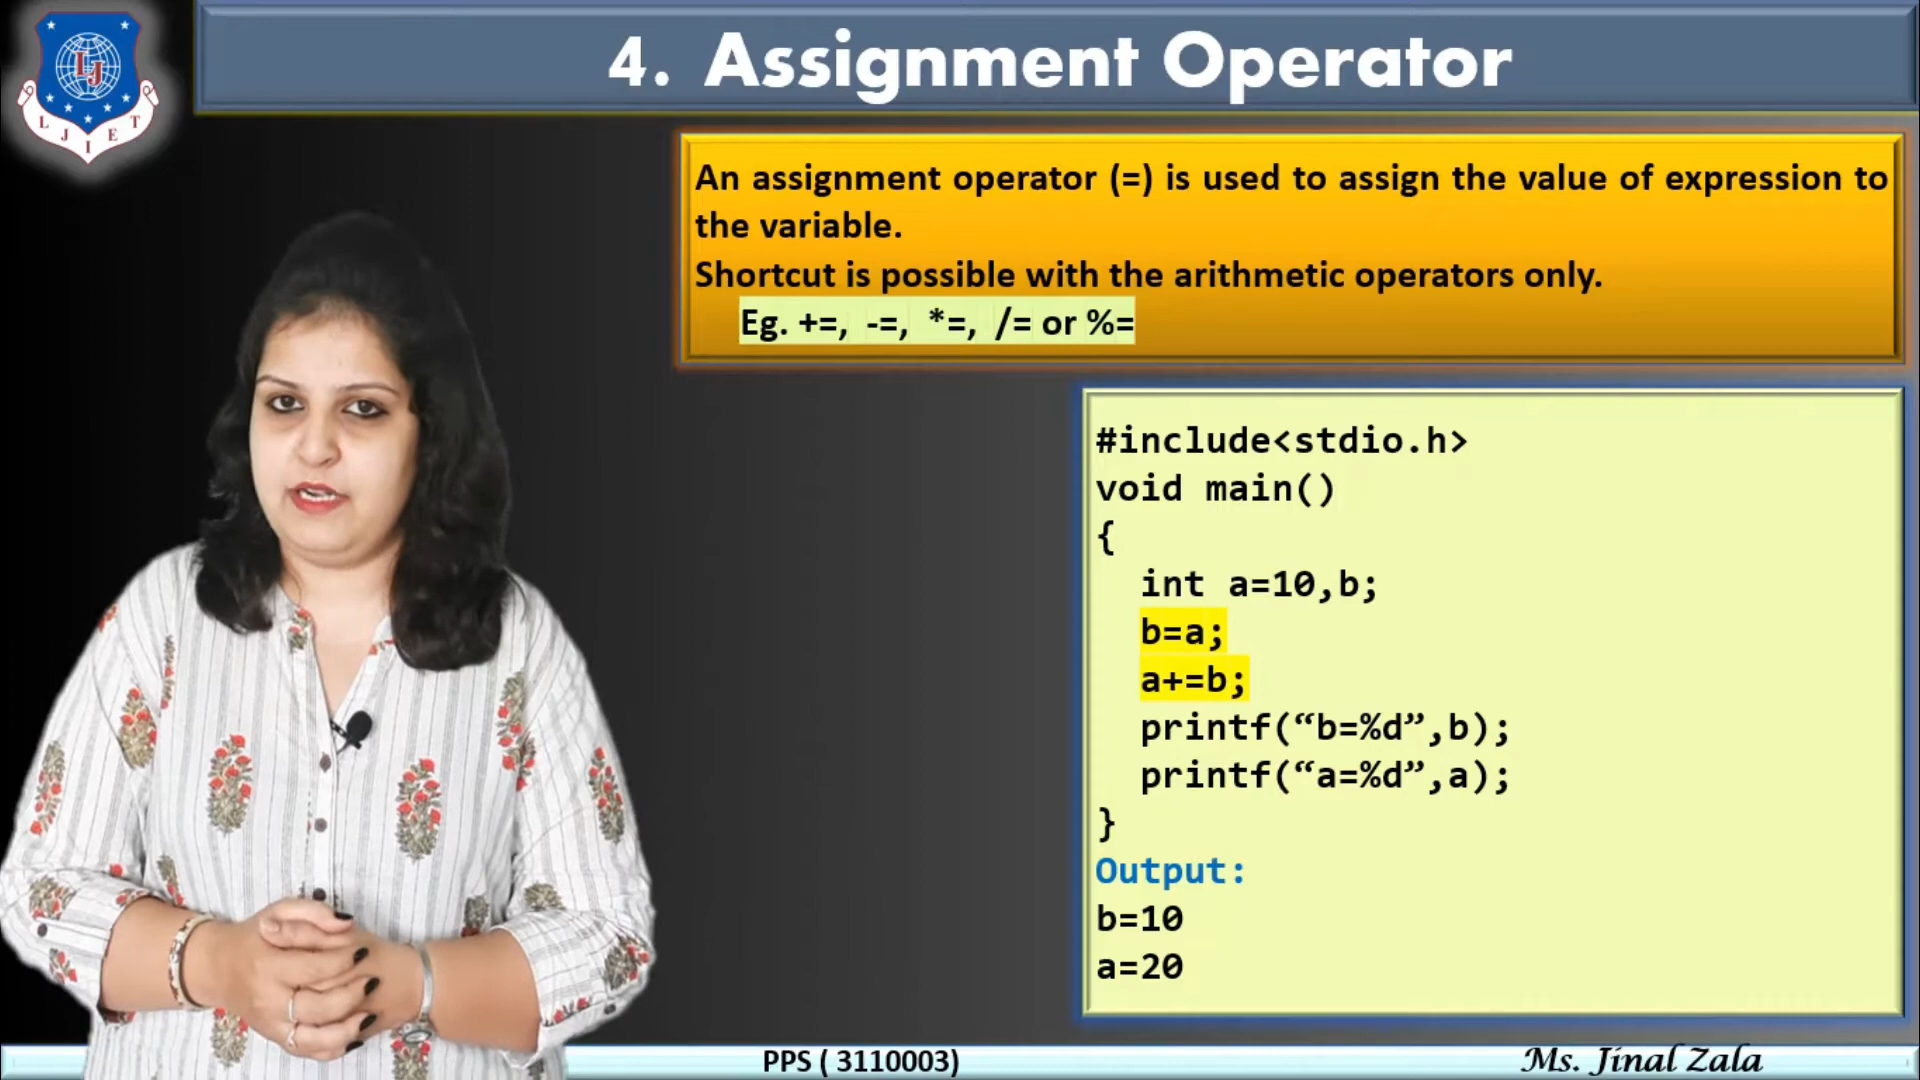 LJIET
4. Assignment Operator
An assignment operator (=) is used to assign the value of expression to
the variable.
Shortcut is possible with the arithmetic operators only.
Eg. +=, -=, *=, /= or %=
#include<stdio.h>
void main()
{
int a=10,b;
b=a;
a+=b;
printf(“b=%d”,b);
printf(“a=%d”,a);
}
Output:
b=10
a=20
PPS ( 3110003)
Ms. Jinal Zala